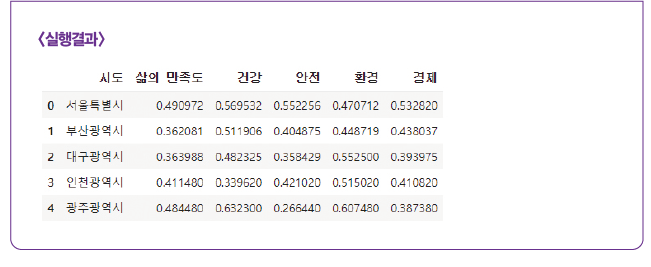 <실행결과>
시도 삶의 만족도 건강 안전 환경 경제
0 서울특별시 0.490972 0.569532 0.552256 0.470712 0.532820
1 부산광역시 0.362081 0.511906 0.404875 0.448719 0.438037
2 대구광역시 0.363988 0.482325 0.358429 0.552500 0.393975
3 인천광역시 0.411480 0.339620 0.421020 0.515020 0.410820
4 광주광역시 0.484480 0.632300 0.266440 0.607480 0.387380